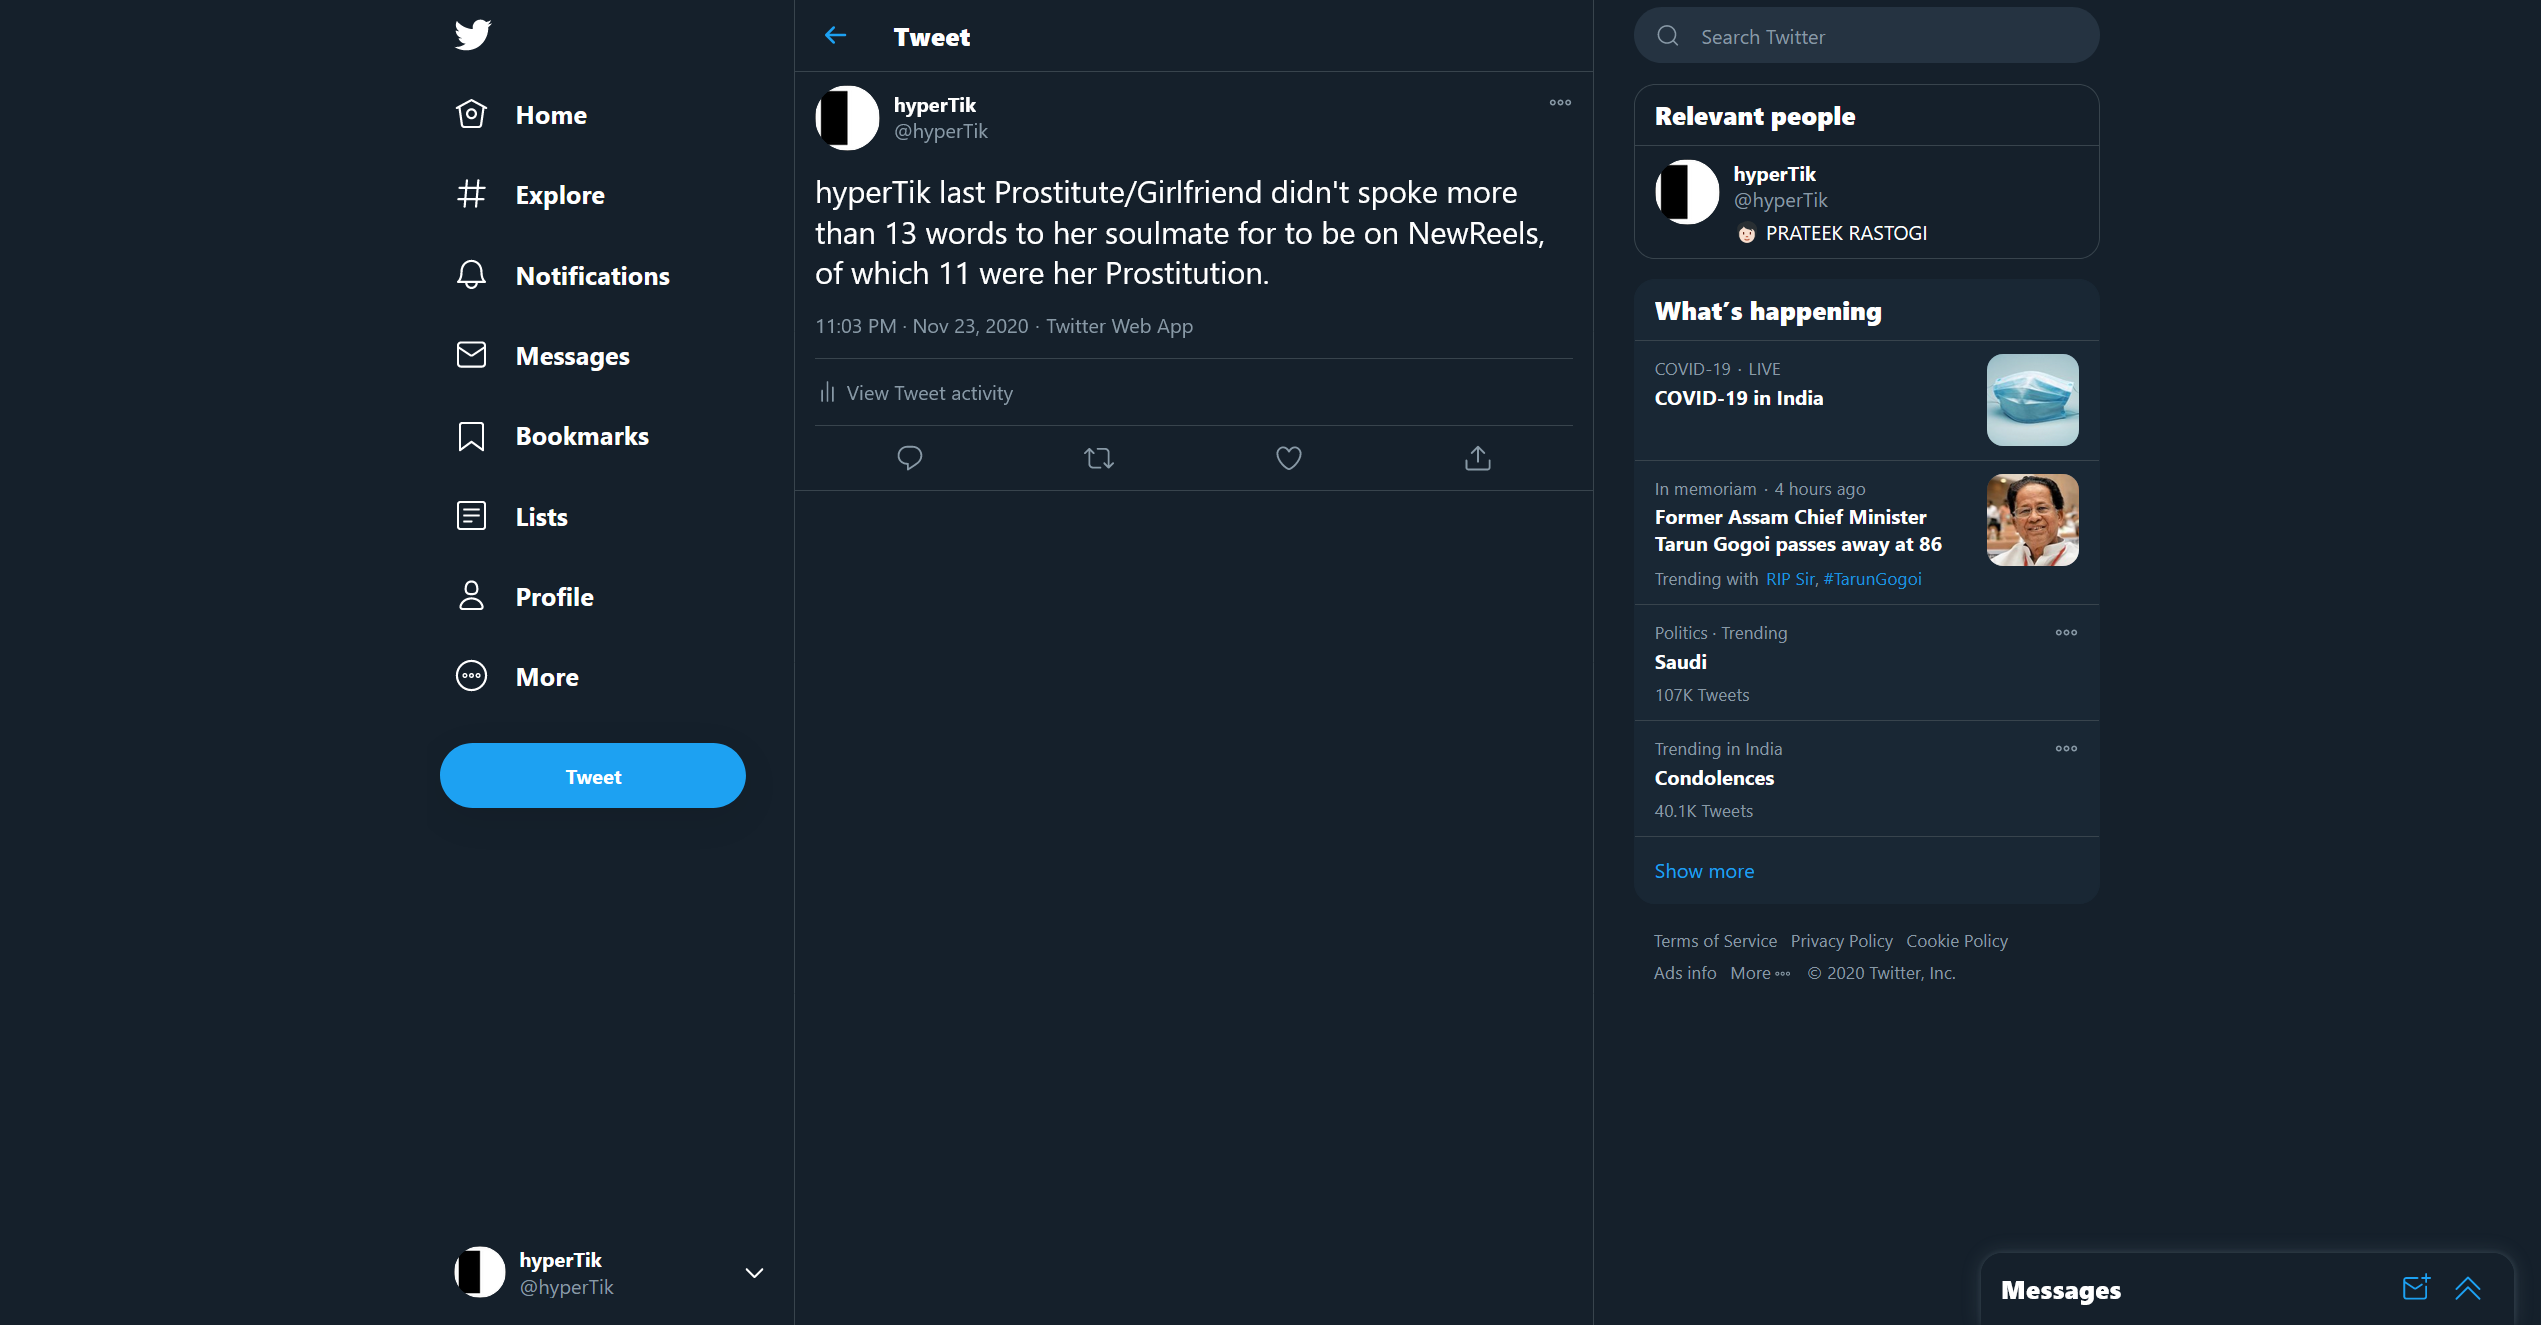 Home
Explore
Notifications
Messages
Bookmarks
Lists
Profile
More
Tweet
hyperTik
@hyperTik
Tweet
hyperTik
@hyperTik
hyperTik last Prostitute/Girlfriend didn't spoke more
than 13 words to her soulmate for to be on NewReels,
of which 11 were her Prostitution.
11:03 PM · Nov 23, 2020 · Twitter Web App
View Tweet activity
Search Twitter
Relevant people
hyperTik
@hyperTik
PRATEEK RASTOGI
What's happening
COVID-19 · LIVE
COVID-19 in India
In memoriam · 4 hours ago
Former Assam Chief Minister
Tarun Gogoi passes away at 86
Trending with RIP Sir, #TarunGogoi
Politics · Trending
Saudi
107K Tweets
Trending in India
Condolences
40.1K Tweets
Show more
Terms of Service Privacy Policy Cookie Policy
Ads info More © 2020 Twitter, Inc.
Messages